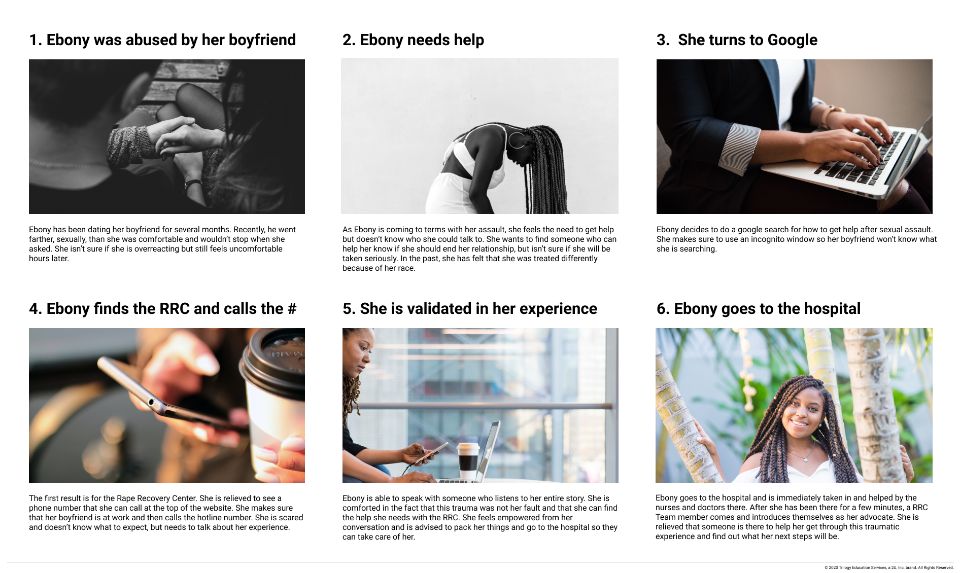 1. Ebony was abused by her boyfriend
Ebony has been dating her boyfriend for several months. Recently, he went
farther, sexually, than she was comfortable and wouldn't stop when she
asked. She isn't sure if she is overreacting but still feels uncomfortable
hours later.
2. Ebony needs help
As Ebony is coming to terms with her assault, she feels the need to get help
but doesn't know who she could talk to. She wants to find someone who can
help her know if she should end her relationship, but isn't sure if she will be
taken seriously. In the past, she has felt that she was treated differently
because of her race.
3. She turns to Google
Ebony decides to do a google search for how to get help after sexual assault.
She makes sure to use an incognito window so her boyfriend won't know what
she is searching.
4. Ebony finds the RRC and calls the #
The first result is for the Rape Recovery Center. She is relieved to see a
phone number that she can call at the top of the website. She makes sure
that her boyfriend is at work and then calls the hotline number. She is scared
and doesn't know what to expect, but needs to talk about her experience.
5. She is validated in her experience
Ebony is able to speak with someone who listens to her entire story. She is
comforted in the fact that this trauma was not her fault and that she can find
the help she needs with the RRC. She feels empowered from her
conversation and is advised to pack her things and go to the hospital so they
can take care of her.
6. Ebony goes to the hospital
Ebony goes to the hospital and is immediately taken in and helped by the
nurses and doctors there. After she has been there for a few minutes, a RRC
Team member comes and introduces themselves as her advocate. She is
relieved that someone is there to help her get through this traumatic
experience and find out what her next steps will be.
© 2020 Trilogy Education Services, a 2U, Inc. brand. All Rights Reserved.